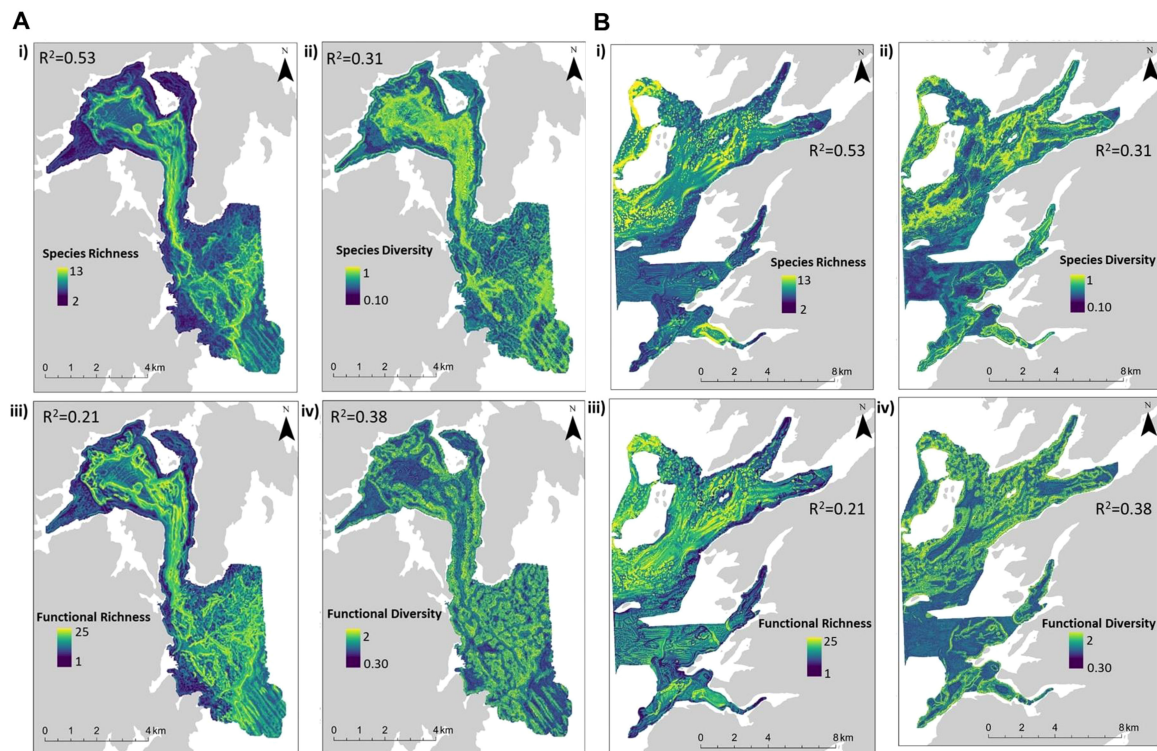 A
B
i)
R²=0.53
N
Species Richness
13
2
0 2 4 km
ii)
R²=0.31
N
Species Diversity
1
0.10
0 2 4 km
i)
N
R²=0.53
Species Richness
13
2
0 2 4 8 km
ii)
N
R²=0.31
Species Diversity
1
0.10
0 2 4 8 km
iii)
R²=0.21
N
Functional Richness
25
1
0 2 4 km
iv)
R²=0.38
N
Functional Diversity
2
0.30
0 2 4 km
iii)
N
R²=0.21
Functional Richness
25
1
0 2 4 8 km
iv)
N
R²=0.38
Functional Diversity
2
0.30
0 2 4 8 km